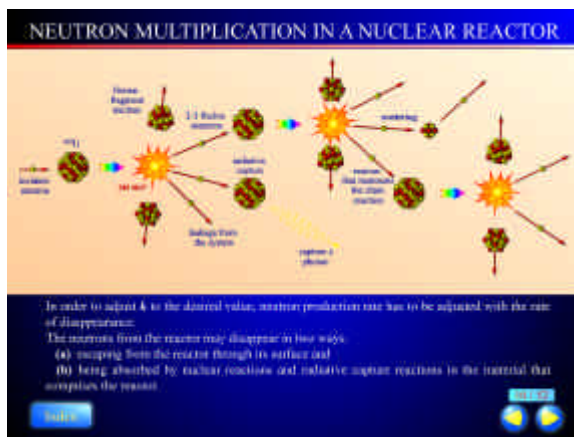 NEUTRON MULTIPLICATION IN A NUCLEAR REACTOR
fission
fragment
2-3 fission
neutrons
scattering
radiative
capture
incident
neutron
neutron
that maintains
the chain
reaction
leakage from
the system
capture γ
photon
In order to adjust k to the desired value, neutron production rate has to be adjusted with the rate
of disappearance.
The neutrons from the reactor may disappear in two ways:
(a) escaping from the reactor through its surface and
(b) being absorbed by nuclear reactions and radiative capture reactions in the material that
comprises the reactor.
Index